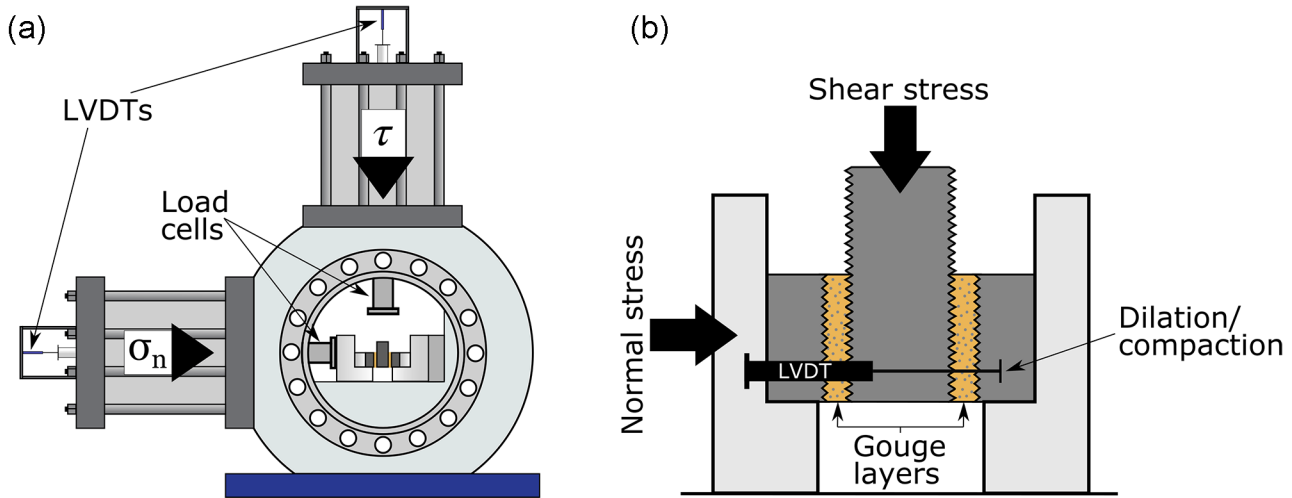 (a)
LVDTs
τ
Load
cells
σn
(b)
Shear stress
Normal stress
LVDT
Dilation/
compaction
Gouge
layers